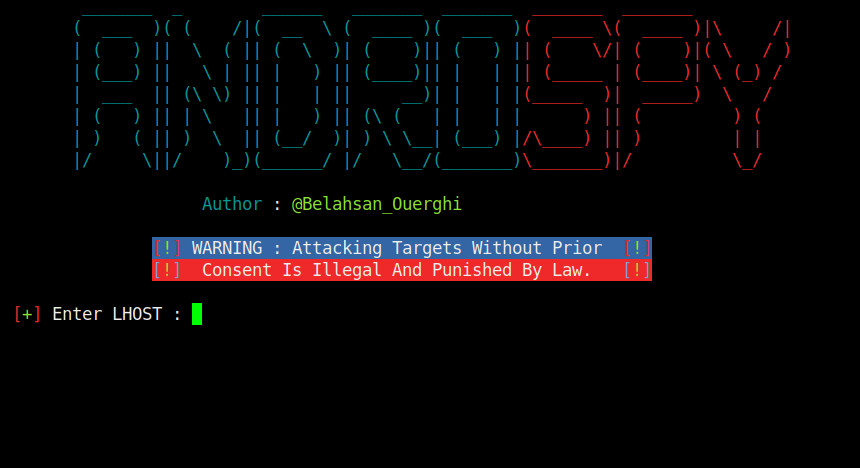 ANDROSPY
Author : @Belahsan_Ouerghi
[!] WARNING : Attacking Targets Without Prior [!]
[!] Consent Is Illegal And Punished By Law. [!]
[+] Enter LHOST :